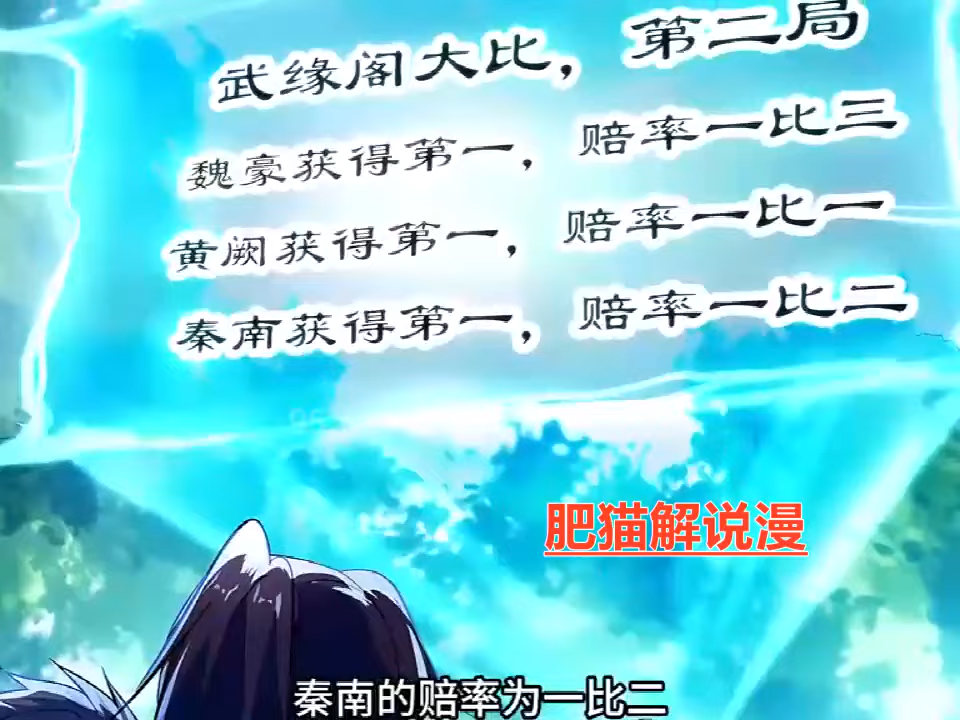 武缘阁大比，第二局
魏豪获得第一，赔率一比三
黄阙获得第一，赔率一比一
秦南获得第一，赔率一比二
肥猫解说漫
秦南的赔率为一比二